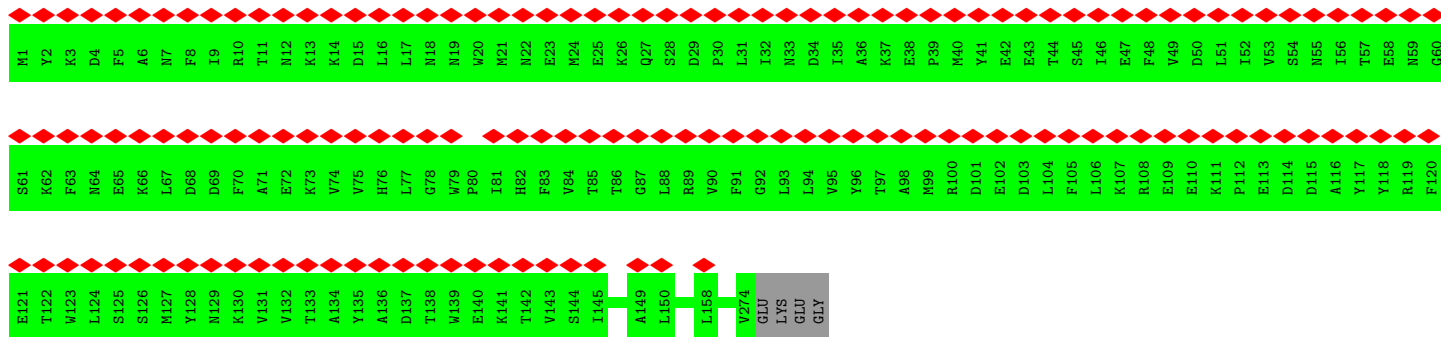 M1 Y2 K3 D4 F5 A6 N7 F8 I9 R10 T11 N12 K13 K14 D15 L16 L17 N18 N19 W20 M21 N22 E23 M24 E25 K26 Q27 S28 D29 P30 L31 I32 N33 D34 I35 A36 K37 E38 P39 M40 Y41 E42 E43 T44 S45 I46 E47 F48 V49 D50 L51 I52 V53 S54 N55 I56 T57 E58 N59 G60
S61 K62 F63 N64 E65 K66 L67 D68 D69 F70 A71 E72 K73 V74 V75 H76 L77 G78 W79 P80 I81 H82 F83 V84 T85 T86 G87 L88 R89 V90 F91 G92 L93 L94 V95 Y96 T97 A98 M99 R100 D101 E102 D103 L104 F105 L106 K107 R108 E109 E110 K111 P112 E113 D114 D115 A116 Y117 Y118 R119 F120
E121 T122 W123 L124 S125 S126 M127 Y128 N129 K130 V131 V132 T133 A134 Y135 A136 D137 T138 W139 E140 K141 T142 V143 S144 I145 A149 L150 L158 V274 GLU LYS GLU GLY